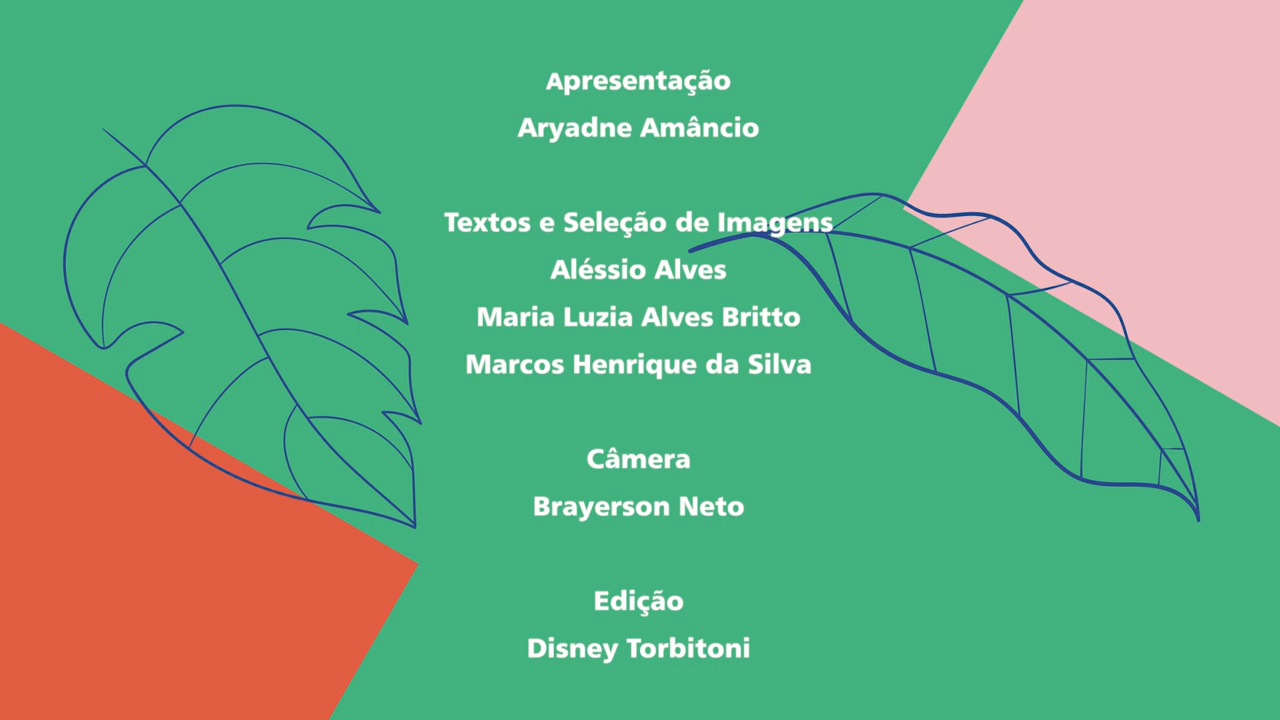 Apresentação
Aryadne Amâncio
Textos e Seleção de Imagens
Aléssio Alves
Maria Luzia Alves Britto
Marcos Henrique da Silva
Câmera
Brayerson Neto
Edição
Disney Torbitoni